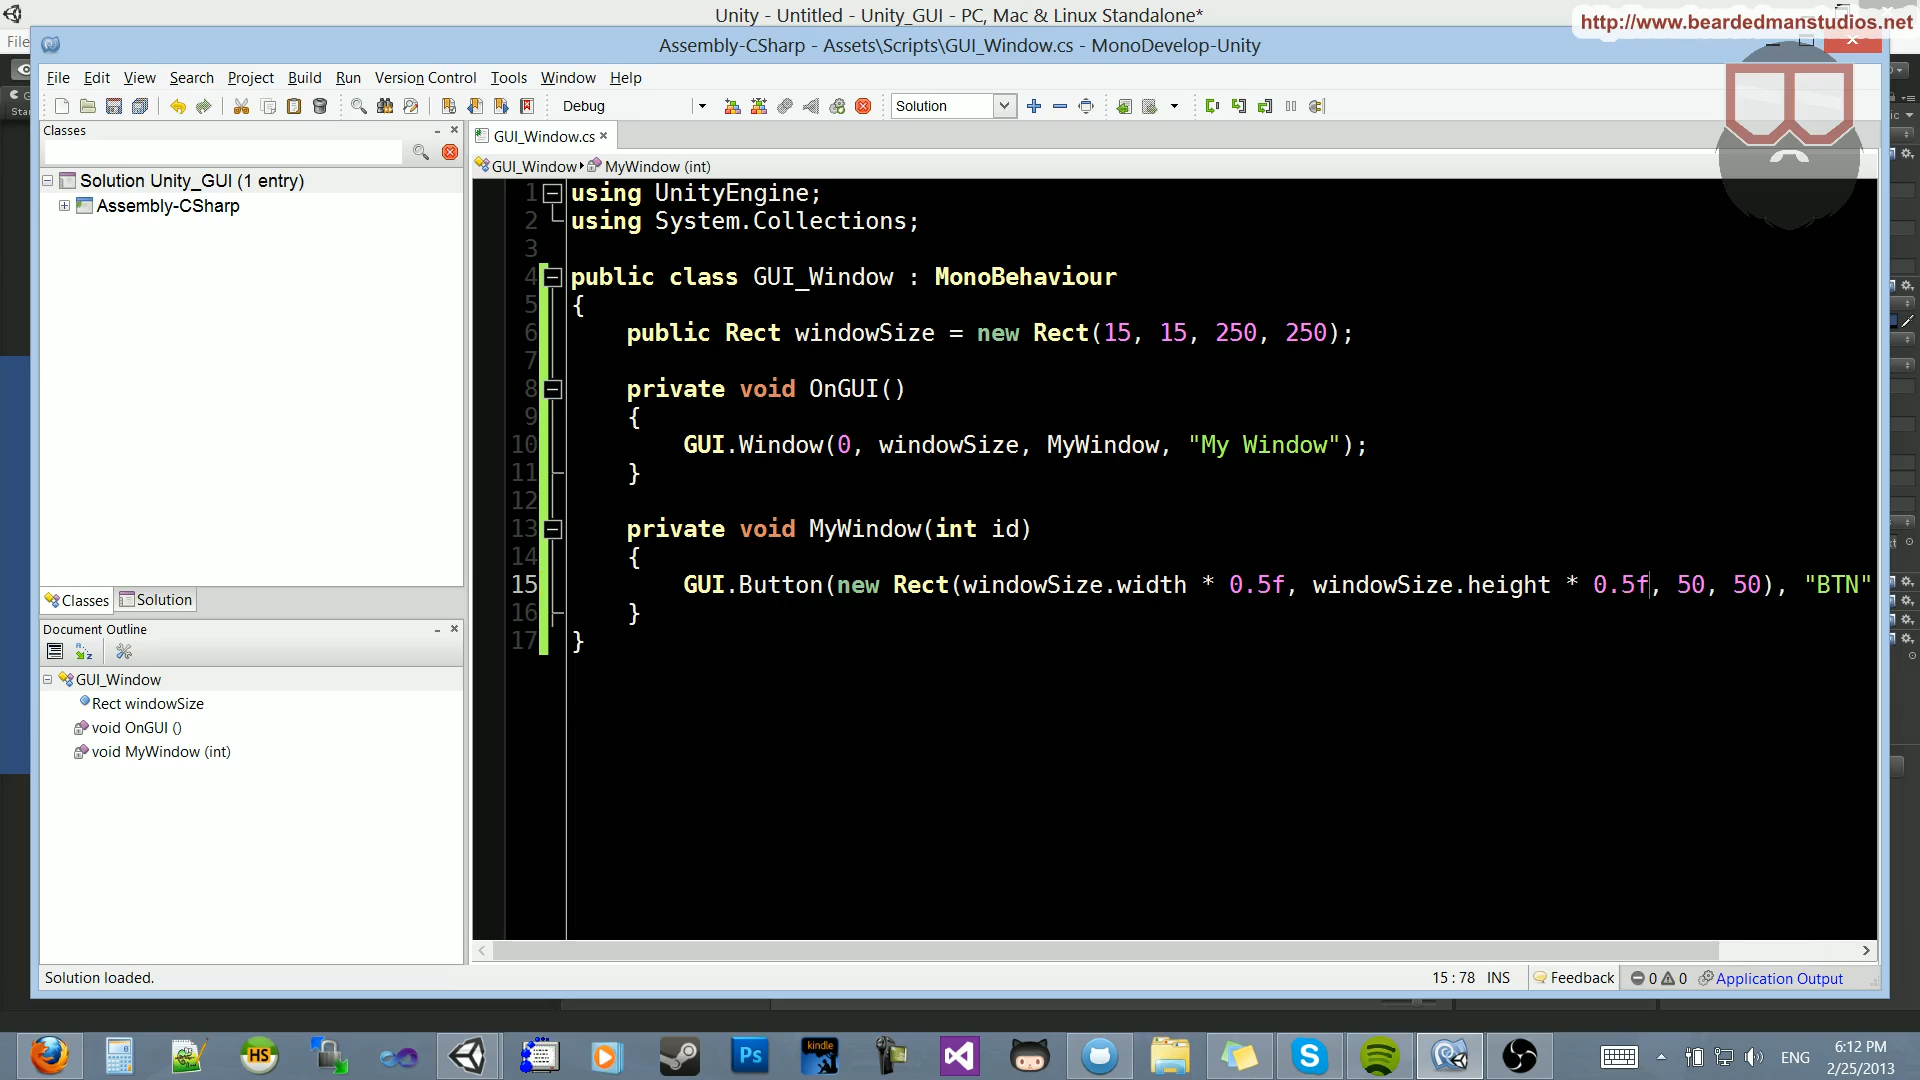 Unity - Untitled - Unity_GUI - PC, Mac & Linux Standalone*
http://www.beardedmanstudios.net
File
Assembly-CSharp - Assets\Scripts\GUI_Window.cs - MonoDevelop-Unity
File Edit View Search Project Build Run Version Control Tools Window Help
Debug
Solution
Classes
GUI_Window.cs
GUI_Window MyWindow (int)
Solution Unity_GUI (1 entry)
Assembly-CSharp
Classes Solution
Document Outline
GUI_Window
Rect windowSize
void OnGUI ()
void MyWindow (int)
1 using UnityEngine;
2 using System.Collections;
3
4 public class GUI_Window : MonoBehaviour
5 {
6 public Rect windowSize = new Rect(15, 15, 250, 250);
7
8 private void OnGUI()
9 {
10 GUI.Window(0, windowSize, MyWindow, "My Window");
11 }
12
13 private void MyWindow(int id)
14 {
15 GUI.Button(new Rect(windowSize.width * 0.5f, windowSize.height * 0.5f, 50, 50), "BTN"
16 }
17 }
Solution loaded.
15 : 78 INS Feedback 0 0 Application Output
HS
Ps
kindle
ENG
6:12 PM
2/25/2013